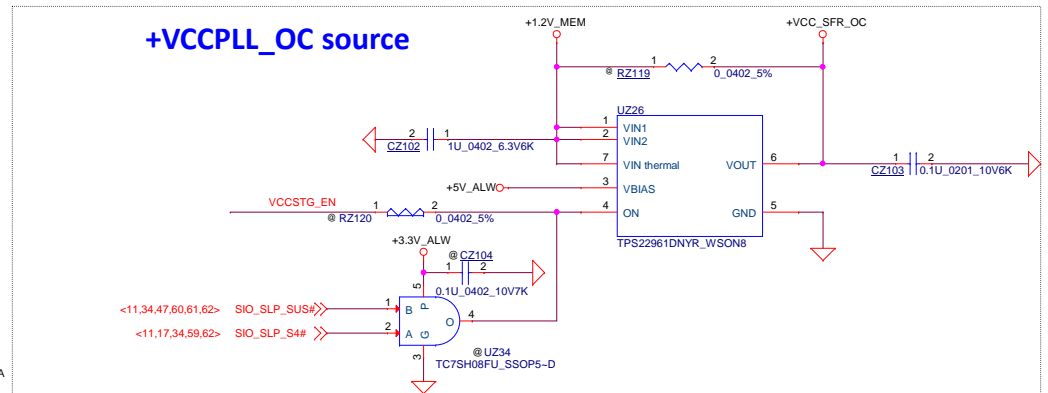 +VCCPLL_OC source
+1.2V_MEM
+VCC_SFR_OC
@ RZ119
1
2
0_0402_5%
UZ26
1
VIN1
2
VIN2
2
1
CZ102
1U_0402_6.3V6K
7
VIN thermal
VOUT
6
1
2
CZ103
0.1U_0201_10V6K
+5V_ALW
3
VBIAS
VCCSTG_EN
1
2
@ RZ120
0_0402_5%
4
ON
GND
5
TPS22961DNYR_WSON8
+3.3V_ALW
@ CZ104
1
2
0.1U_0402_10V7K
5
<11,34,47,60,61,62> SIO_SLP_SUS#
1
B
P
O
4
<11,17,34,59,62> SIO_SLP_S4#
2
A
G
3
@ UZ34
TC7SH08FU_SSOP5~D
A